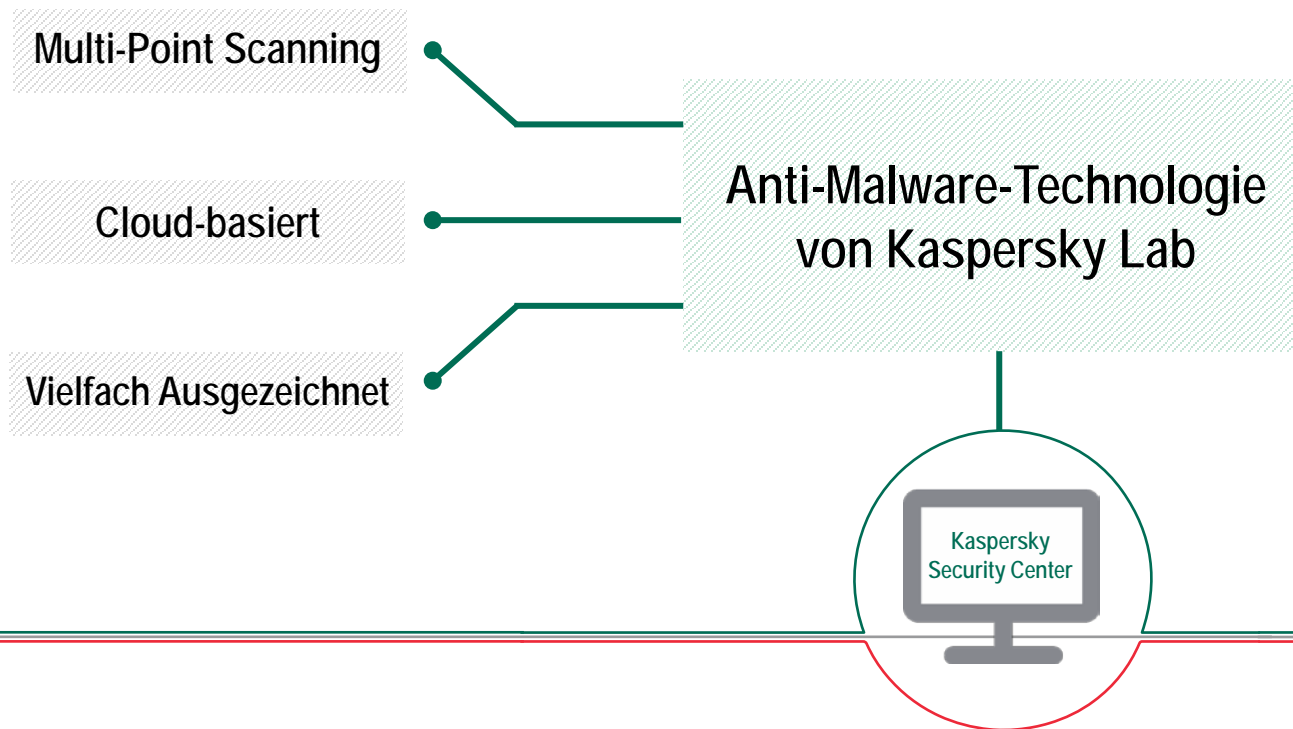 Multi-Point Scanning
Cloud-basiert
Vielfach Ausgezeichnet
Anti-Malware-Technologie
von Kaspersky Lab
Kaspersky
Security Center